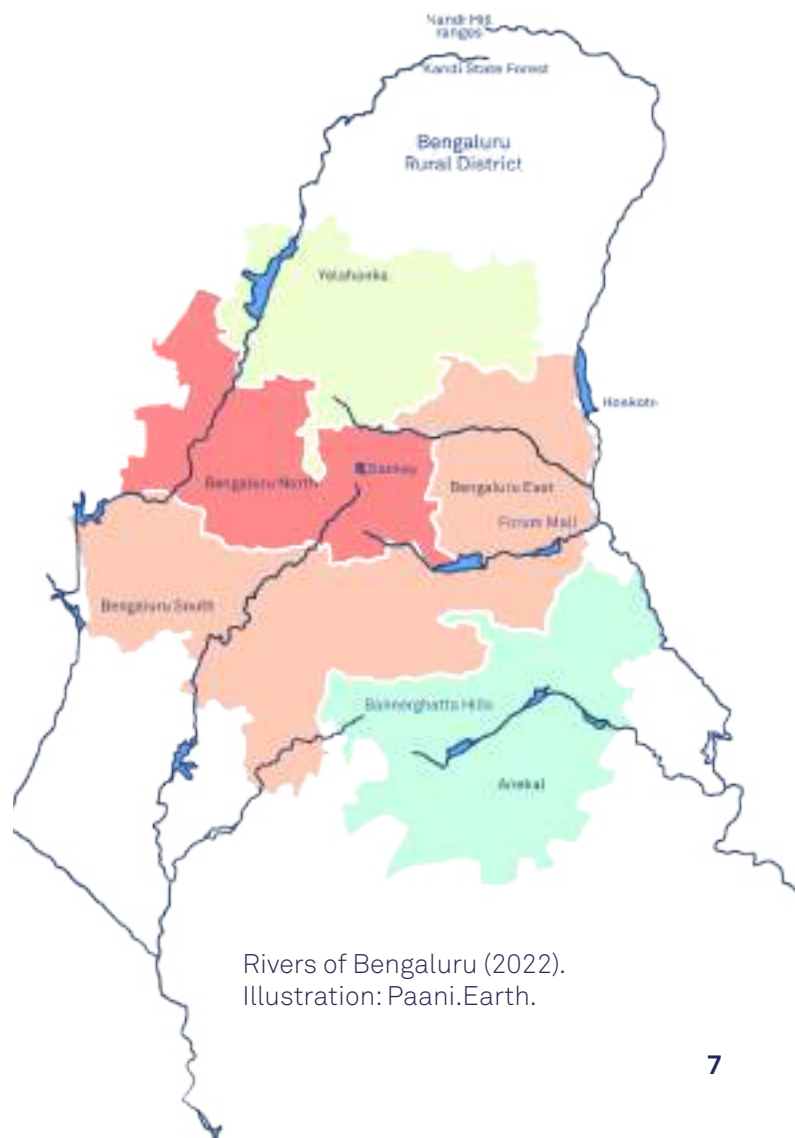 Nandi Hill
ranges
Nandi State Forest
Bengaluru
Rural District
Yelahanka
Hoskote
Bengaluru North
Sankey
Bengaluru East
Forum Mall
Bengaluru South
Bannerghatta Hills
Anekal
Rivers of Bengaluru (2022).
Illustration: Paani.Earth.
7